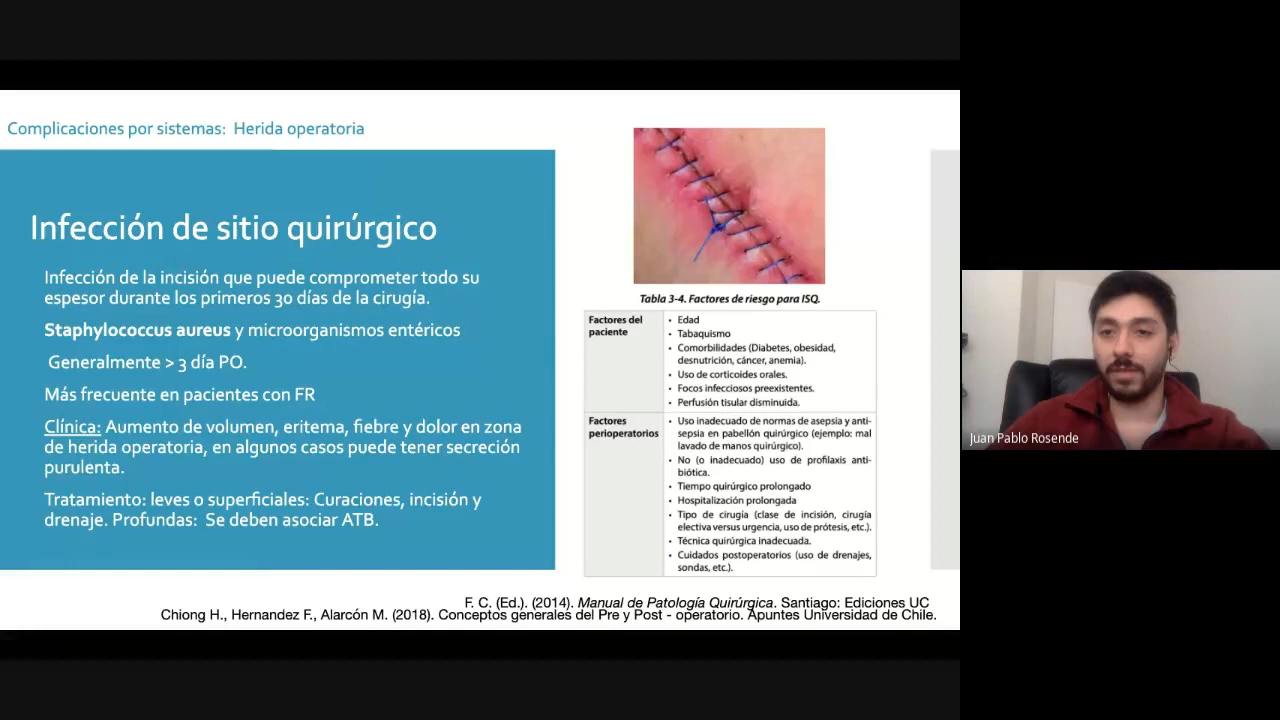 Complicaciones por sistemas: Herida operatoria
Infección de sitio quirúrgico
Infección de la incisión que puede comprometer todo su
espesor durante los primeros 30 días de la cirugía.
Staphylococcus aureus y microorganismos entéricos
Generalmente > 3 día PO.
Más frecuente en pacientes con FR
Clínica: Aumento de volumen, eritema, fiebre y dolor en zona
de herida operatoria, en algunos casos puede tener secreción
purulenta.
Tratamiento: leves o superficiales: Curaciones, incisión y
drenaje. Profundas: Se deben asociar ATB.
Tabla 3-4. Factores de riesgo para ISQ.
Factores del
paciente
• Edad
• Tabaquismo
• Comorbilidades (Diabetes, obesidad,
desnutrición, cáncer, anemia).
• Uso de corticoides orales.
• Focos infecciosos preexistentes.
• Perfusión tisular disminuida.
Factores
perioperatorios
• Uso inadecuado de normas de asepsia y anti-
sepsia en pabellón quirúrgico (ejemplo: mal
lavado de manos quirúrgico).
• No (o inadecuado) uso de profilaxis anti-
biótica.
• Tiempo quirúrgico prolongado
• Hospitalización prolongada
• Tipo de cirugía (clase de incisión, cirugía
electiva versus urgencia, uso de prótesis, etc.).
• Técnica quirúrgica inadecuada.
• Cuidados postoperatorios (uso de drenajes,
sondas, etc.).
F. C. (Ed.). (2014). Manual de Patología Quirúrgica. Santiago: Ediciones UC
Chiong H., Hernandez F., Alarcón M. (2018). Conceptos generales del Pre y Post - operatorio. Apuntes Universidad de Chile.
Juan Pablo Rosende